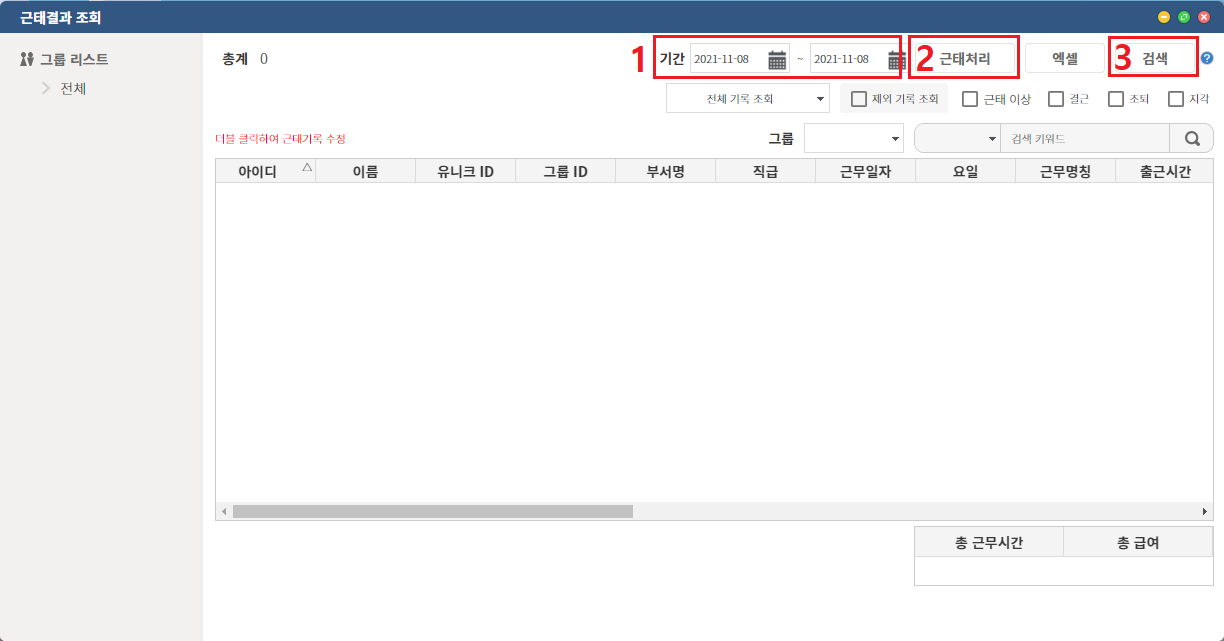 근태결과 조회
그룹 리스트
전체
총계 0
1 기간 2021-11-08 ~ 2021-11-08 2 근태처리 엑셀 3 검색 ?
전체 기록 조회 제외 기록 조회 근태 이상 결근 조퇴 지각
더블 클릭하여 근태기록 수정 그룹 검색 키워드
아이디 이름 유니크 ID 그룹 ID 부서명 직급 근무일자 요일 근무명칭 출근시간
총 근무시간 총 급여